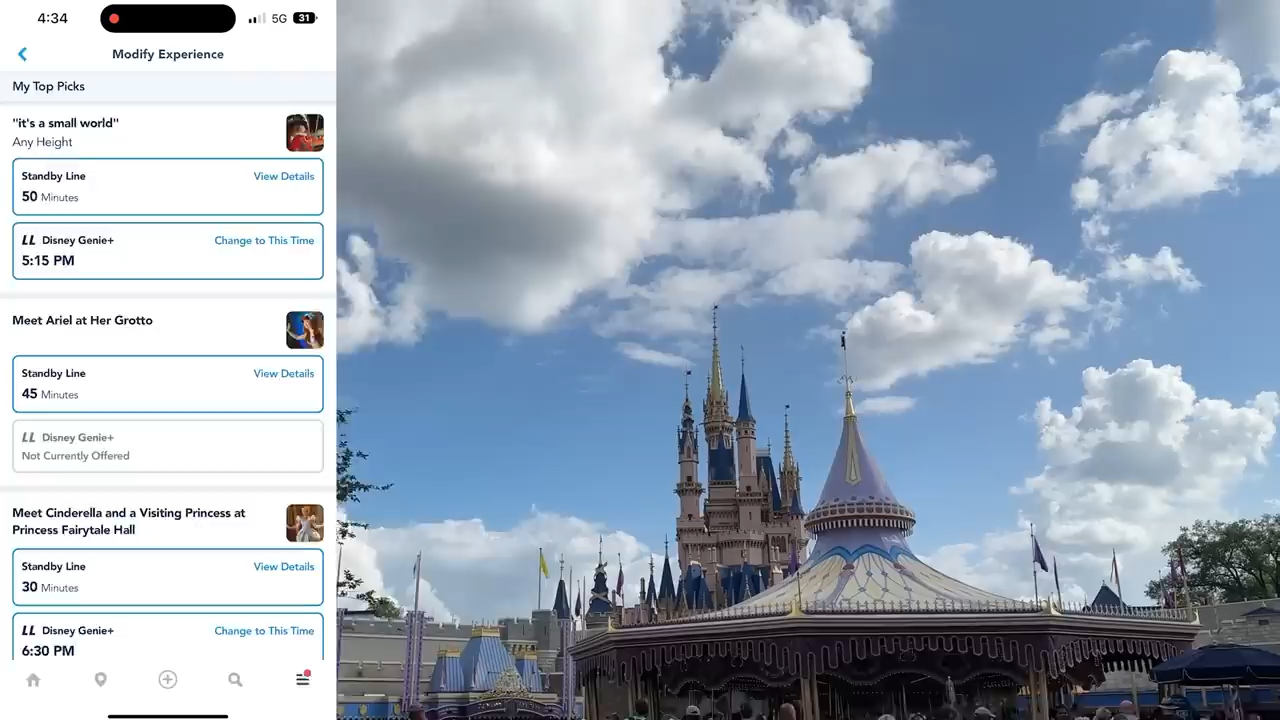 4:34
5G
31
Modify Experience
My Top Picks
"it's a small world"
Any Height
Standby Line
View Details
50 Minutes
LL Disney Genie+
Change to This Time
5:15 PM
Meet Ariel at Her Grotto
Standby Line
View Details
45 Minutes
LL Disney Genie+
Not Currently Offered
Meet Cinderella and a Visiting Princess at
Princess Fairytale Hall
Standby Line
View Details
30 Minutes
LL Disney Genie+
Change to This Time
6:30 PM